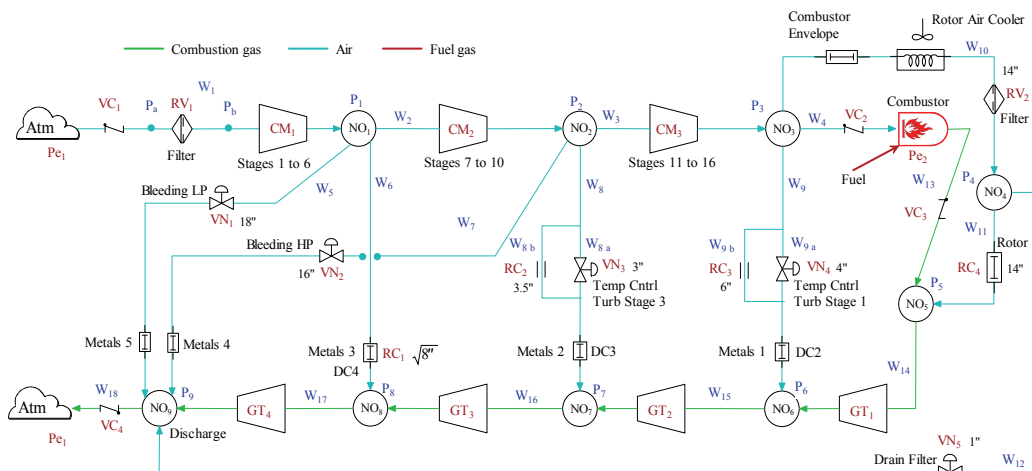 Combustion gas
Air
Fuel gas
Combustor
Envelope
Rotor Air Cooler
W10
14"
RV2
Filter
VC1
Pa
RV1
W1
Pb
P1
W2
P2
W3
P3
W4
VC2
Combustor
Atm
CM1
NO1
CM2
NO2
CM3
NO3
Pe1
Filter
Stages 1 to 6
Stages 7 to 10
Stages 11 to 16
Pe2
Fuel
W13
P4
NO4
Bleeding LP
W5
W6
W8
W9
VC3
W11
VN1
18"
W7
Bleeding HP
W8 b
W8 a
W9 b
W9 a
Rotor
16"
VN2
RC2
3.5"
VN3
3"
Temp Cntrl
Turb Stage 3
RC3
6"
VN4
4"
Temp Cntrl
Turb Stage 1
RC4
14"
P5
NO5
Metals 5
Metals 4
Metals 3
RC1
√8"
DC4
Metals 2
DC3
Metals 1
DC2
W14
Atm
W18
P9
W17
P8
W16
P7
W15
P6
VC4
NO9
GT4
NO8
GT3
NO7
GT2
NO6
GT1
Pe1
Discharge
VN5
1"
Drain Filter
W12